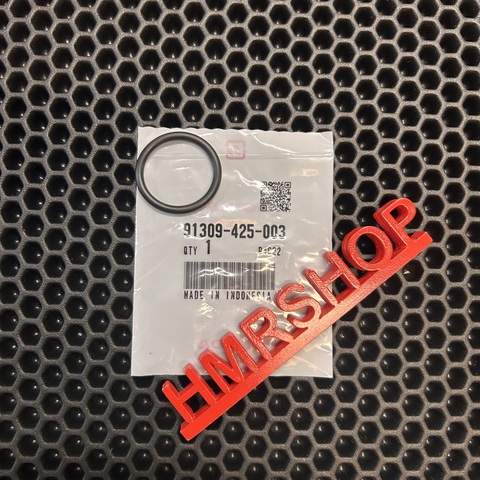 91309-425-003
QTY 1
MADE IN INDONESIA
HMRSHOP